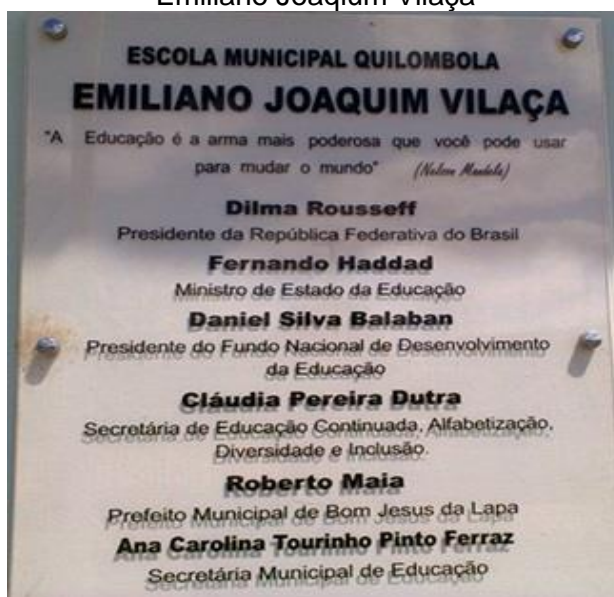 Emiliano Joaqium Vilaça
ESCOLA MUNICIPAL QUILOMBOLA
EMILIANO JOAQUIM VILAÇA
"A Educação é a arma mais poderosa que você pode usar
para mudar o mundo" (Nelson Mandela)
Dilma Rousseff
Presidente da República Federativa do Brasil
Fernando Haddad
Ministro de Estado da Educação
Daniel Silva Balaban
Presidente do Fundo Nacional de Desenvolvimento
da Educação
Cláudia Pereira Dutra
Secretária de Educação Continuada, Alfabetização,
Diversidade e Inclusão.
Roberto Maia
Prefeito Municipal de Bom Jesus da Lapa
Ana Carolina Tourinho Pinto Ferraz
Secretária Municipal de Educação